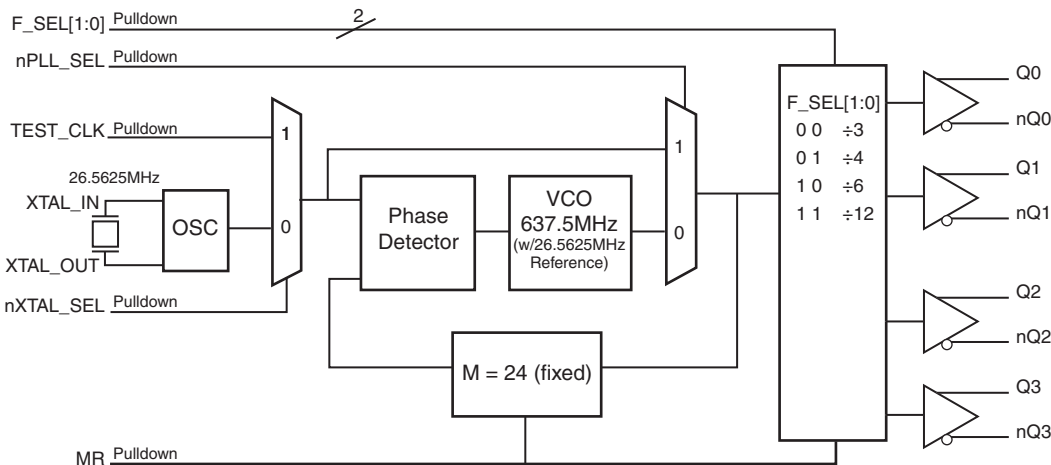 F_SEL[1:0] Pulldown
2
nPLL_SEL Pulldown
TEST_CLK Pulldown
1
26.5625MHz
XTAL_IN
OSC
0
XTAL_OUT
nXTAL_SEL Pulldown
Phase
Detector
VCO
637.5MHz
(w/26.5625MHz
Reference)
1
0
M = 24 (fixed)
MR Pulldown
F_SEL[1:0]
0 0 ÷3
0 1 ÷4
1 0 ÷6
1 1 ÷12
Q0
nQ0
Q1
nQ1
Q2
nQ2
Q3
nQ3